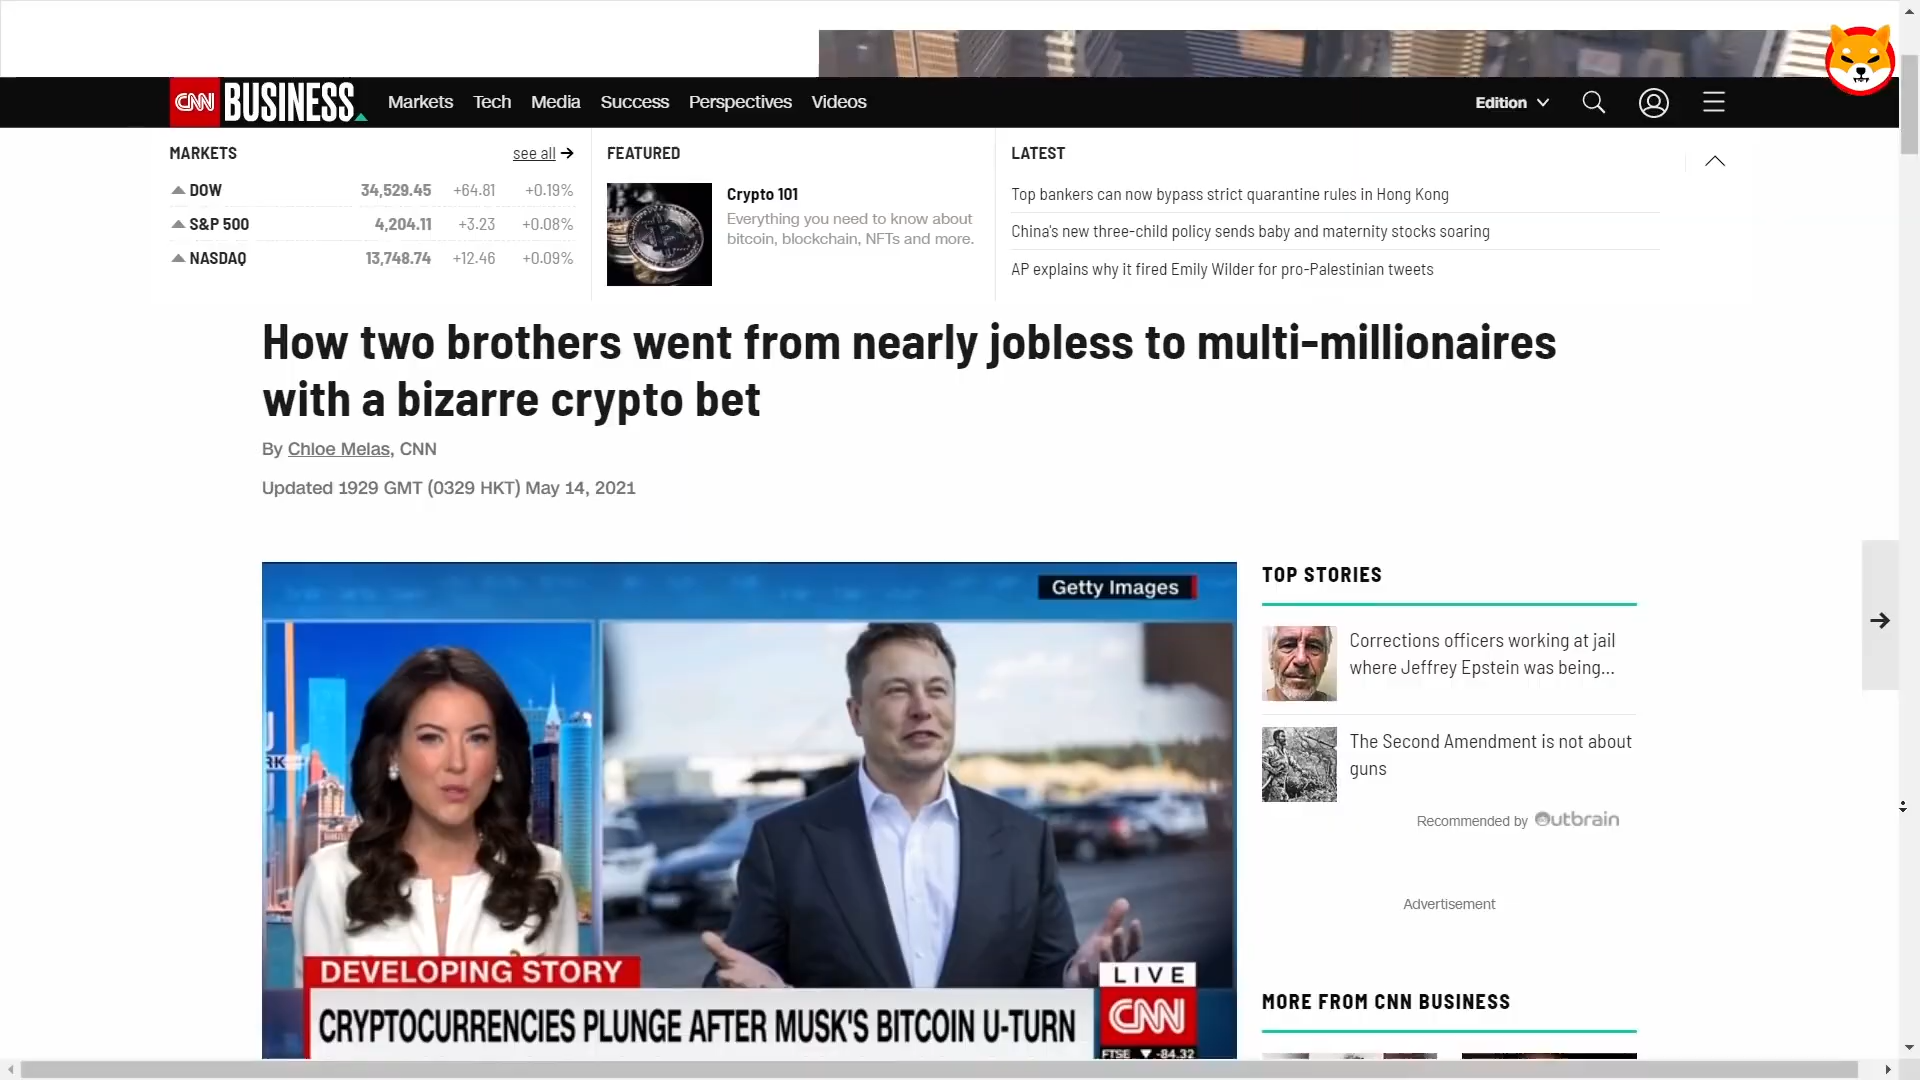 CNN BUSINESS Markets Tech Media Success Perspectives Videos Edition
MARKETS see all
DOW 34,529.45 +64.81 +0.19%
S&P 500 4,204.11 +3.23 +0.08%
NASDAQ 13,748.74 +12.46 +0.09%
FEATURED
Crypto 101
Everything you need to know about
bitcoin, blockchain, NFTs and more.
LATEST
Top bankers can now bypass strict quarantine rules in Hong Kong
China's new three-child policy sends baby and maternity stocks soaring
AP explains why it fired Emily Wilder for pro-Palestinian tweets
How two brothers went from nearly jobless to multi-millionaires
with a bizarre crypto bet
By Chloe Melas, CNN
Updated 1929 GMT (0329 HKT) May 14, 2021
Getty Images
RK
DEVELOPING STORY
CRYPTOCURRENCIES PLUNGE AFTER MUSK'S BITCOIN U-TURN
LIVE
CNN
FTSE ▼ -84.32
TOP STORIES
Corrections officers working at jail
where Jeffrey Epstein was being...
The Second Amendment is not about
guns
Recommended by Outbrain
Advertisement
MORE FROM CNN BUSINESS